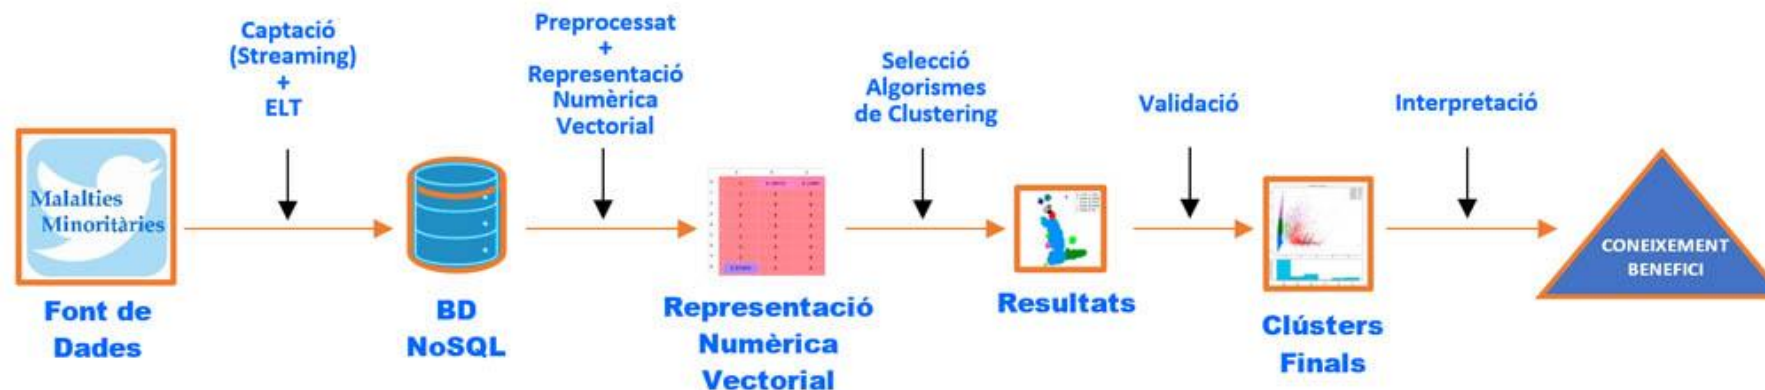 Captació
(Streaming)
+
ELT
Preprocessat
+
Representació
Numèrica
Vectorial
Selecció
Algorismes
de Clustering
Validació
Interpretació
Malalties
Minoritàries
CONEIXEMENT
BENEFICI
Font de
Dades
BD
NoSQL
Representació
Numèrica
Vectorial
Resultats
Clústers
Finals